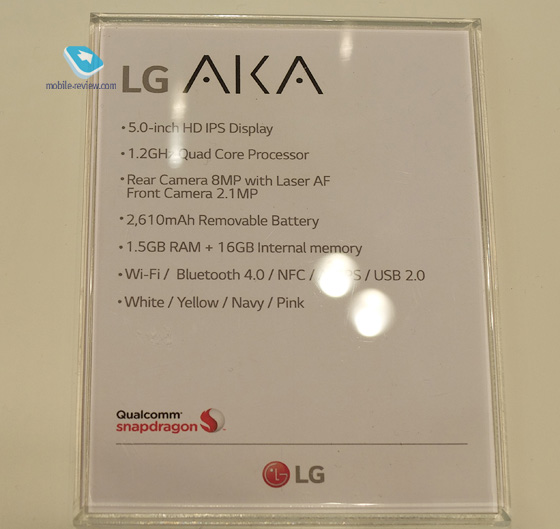 mobile-review.com
LG AKA
• 5.0-inch HD IPS Display
• 1.2GHz Quad Core Processor
• Rear Camera 8MP with Laser AF
Front Camera 2.1MP
• 2,610mAh Removable Battery
• 1.5GB RAM + 16GB Internal memory
• Wi-Fi / Bluetooth 4.0 / NFC / / USB 2.0
• White / Yellow / Navy / Pink
Qualcomm
snapdragon
LG